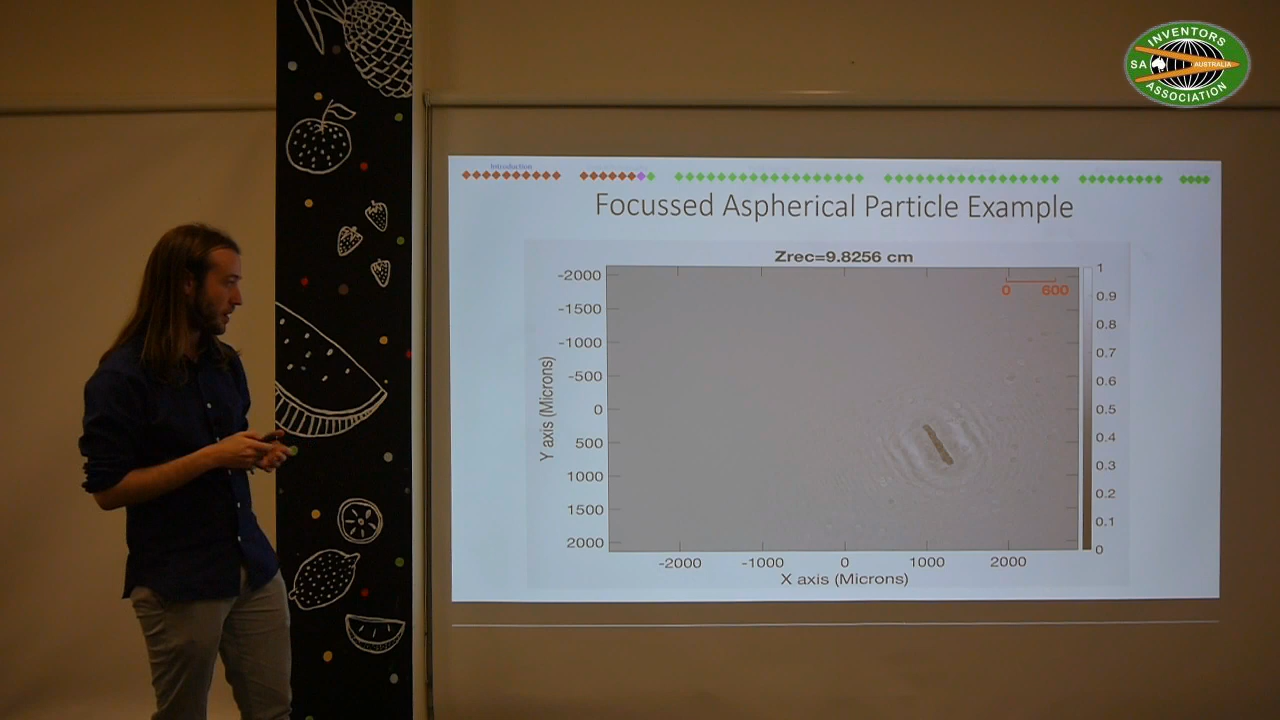 INVENTORS
SA AUSTRALIA
ASSOCIATION
Introduction
Focussed Aspherical Particle Example
Zrec=9.8256 cm
0 600
Y axis (Microns)
-2000
-1500
-1000
-500
0
500
1000
1500
2000
-2000 -1000 0 1000 2000
X axis (Microns)
1
0.9
0.8
0.7
0.6
0.5
0.4
0.3
0.2
0.1
0